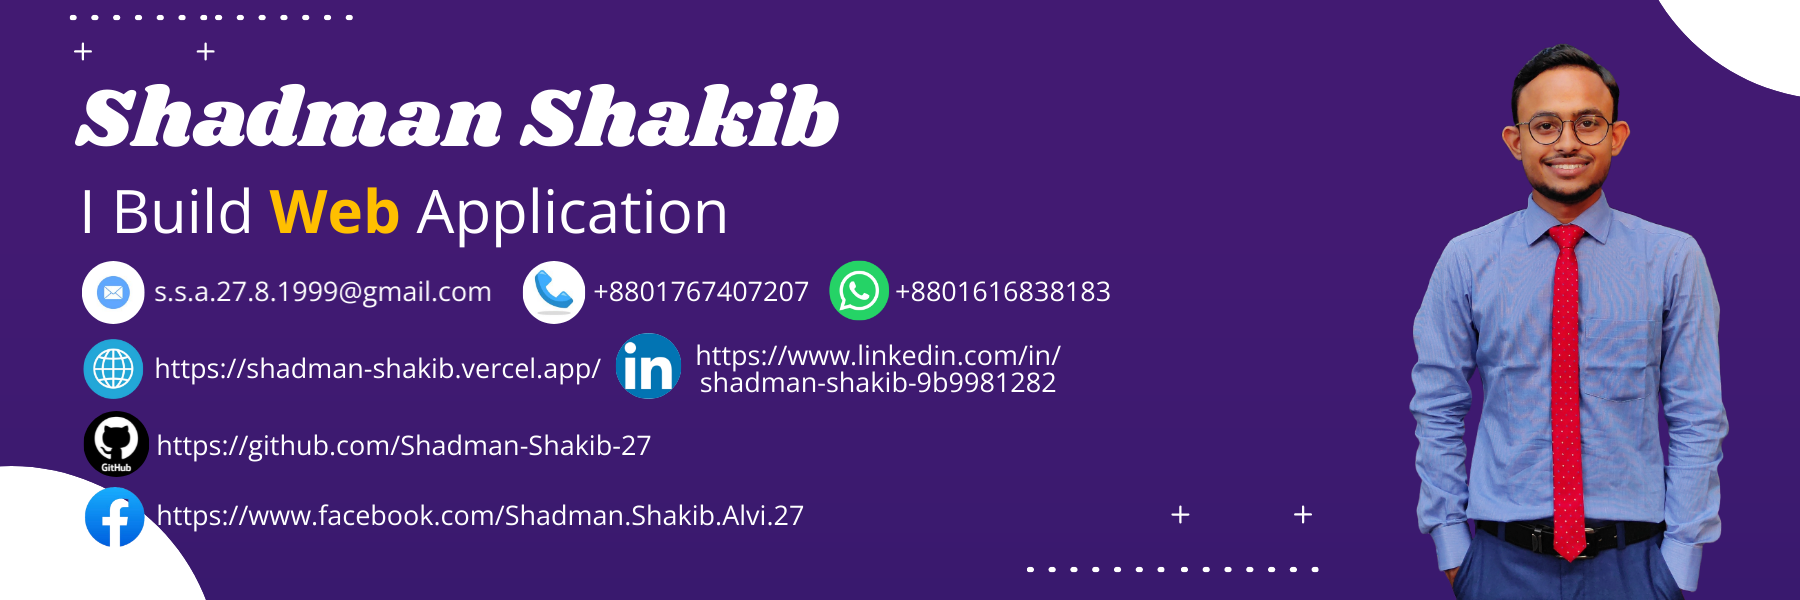 Shadman Shakib
I Build Web Application
s.s.a.27.8.1999@gmail.com +8801767407207 +8801616838183
https://shadman-shakib.vercel.app/ in https://www.linkedin.com/in/
shadman-shakib-9b9981282
GitHub https://github.com/Shadman-Shakib-27
https://www.facebook.com/Shadman.Shakib.Alvi.27